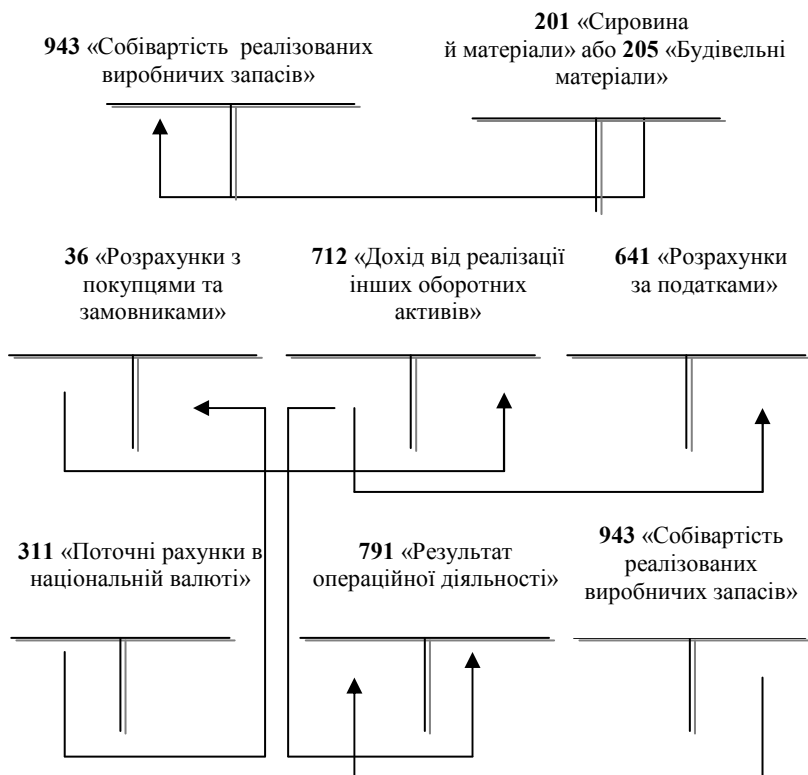 943 «Собівартість реалізованих
виробничих запасів»
201 «Сировина
й матеріали» або 205 «Будівельні
матеріали»
36 «Розрахунки з
покупцями та
замовниками»
712 «Дохід від реалізації
інших оборотних
активів»
641 «Розрахунки
за податками»
311 «Поточні рахунки в
національній валюті»
791 «Результат
операційної діяльності»
943 «Собівартість
реалізованих
виробничих запасів»